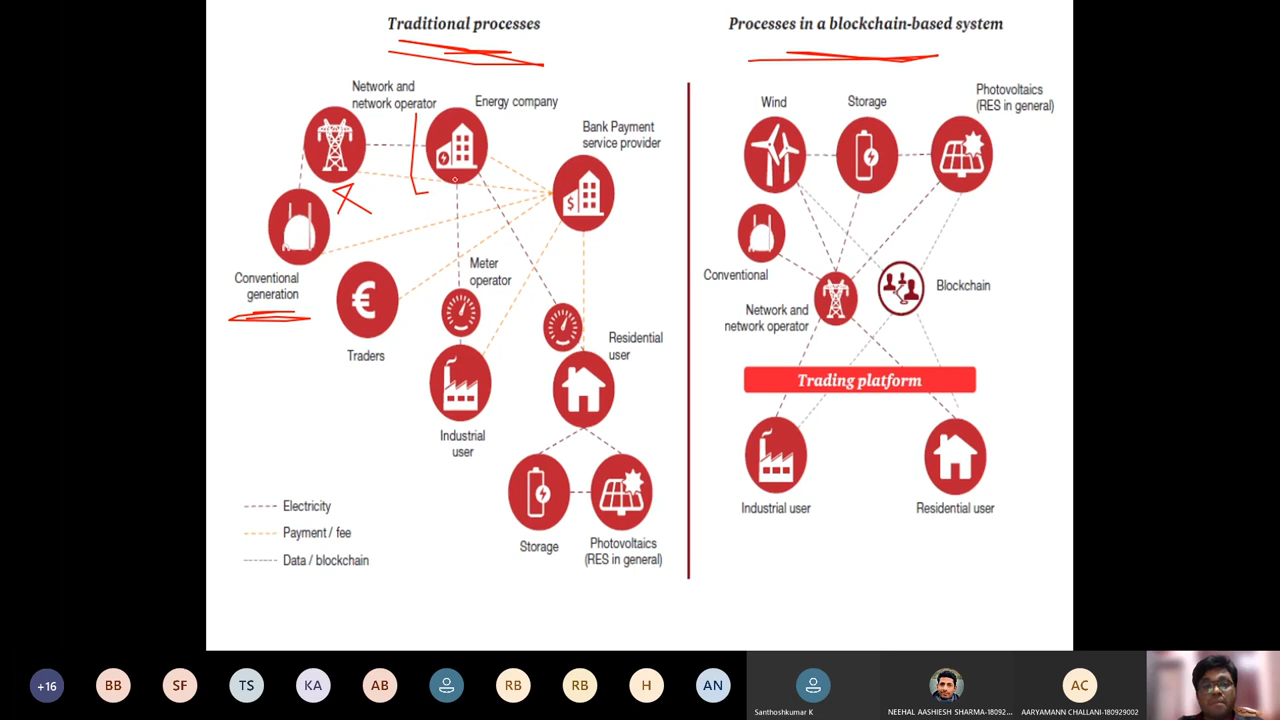 Traditional processes
Processes in a blockchain-based system
Network and
network operator
Energy company
Bank Payment
service provider
Conventional
generation
€
$
Traders
Meter
operator
Residential
user
Industrial
user
Storage
Photovoltaics
(RES in general)
Electricity
Payment / fee
Data / blockchain
Wind
Storage
Photovoltaics
(RES in general)
Conventional
Network and
network operator
Blockchain
Trading platform
Industrial user
Residential user
+16
BB
SF
TS
KA
AB
RB
RB
H
AN
Santhoshkumar K
NEEHAL AASHIESH SHARMA-18092...
AC
AARYAMANN CHALLANI-180929002